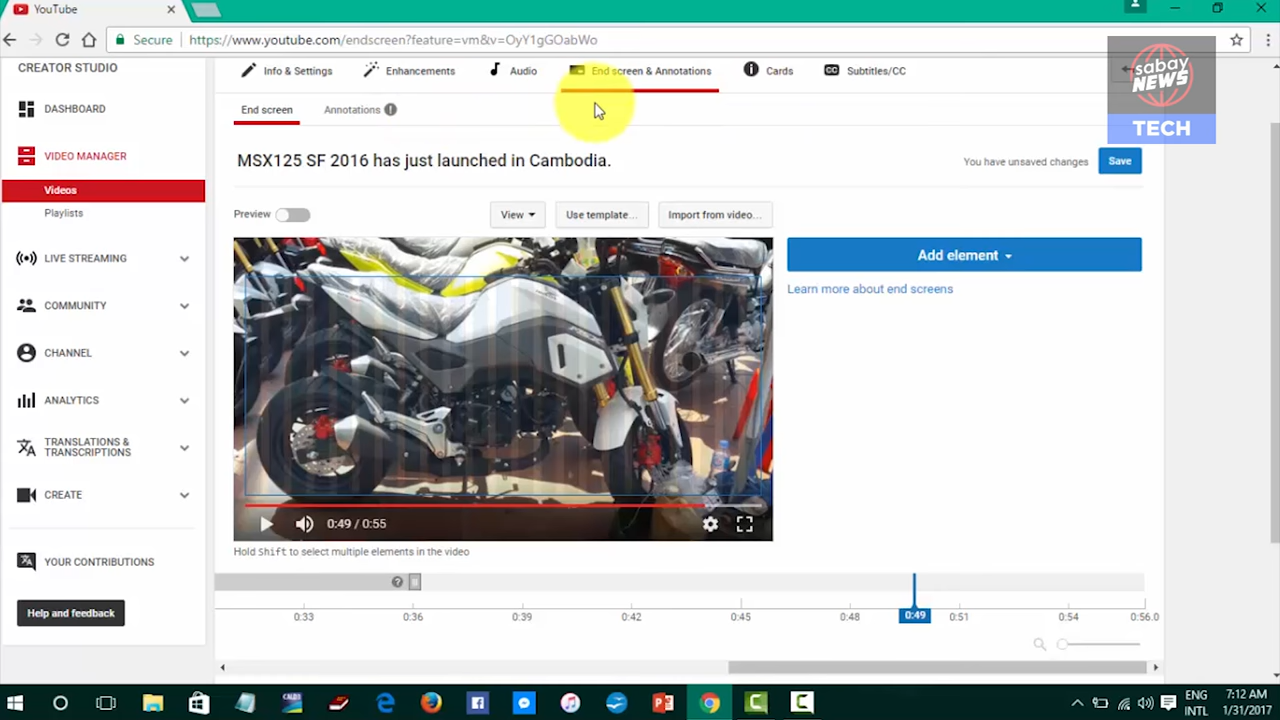 YouTube
Secure
https://www.youtube.com/endscreen?feature=vm&v=OyY1gGOabWo
CREATOR STUDIO
Info & Settings
Enhancements
Audio
End screen & Annotations
Cards
CC
Subtitles/CC
sabay
NEWS
TECH
DASHBOARD
VIDEO MANAGER
Videos
Playlists
LIVE STREAMING
COMMUNITY
CHANNEL
ANALYTICS
TRANSLATIONS &
TRANSCRIPTIONS
CREATE
YOUR CONTRIBUTIONS
Help and feedback
End screen
Annotations
MSX125 SF 2016 has just launched in Cambodia.
You have unsaved changes
Save
Preview
View
Use template...
Import from video...
Add element
Learn more about end screens
0:49 / 0:55
Hold Shift to select multiple elements in the video
0:33 0:36 0:39 0:42 0:45 0:48 0:49 0:51 0:54 0:56.0
ENG
INTL
7:12 AM
1/31/2017